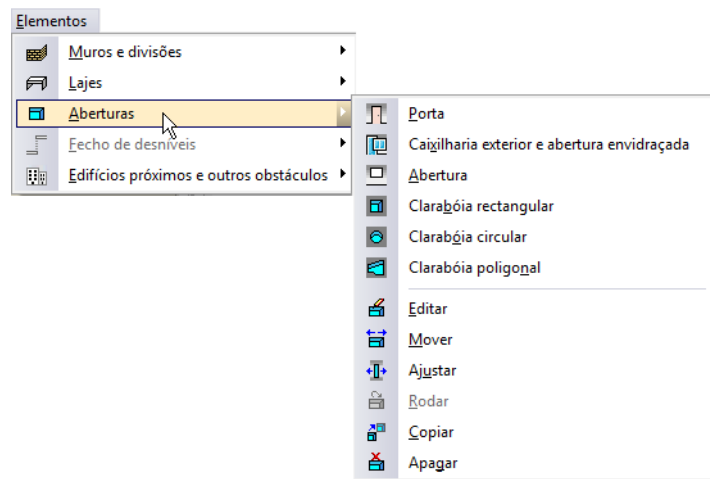 Elementos
Muros e divisões
Lajes
Aberturas
Fecho de desníveis
Edifícios próximos e outros obstáculos
Porta
Caixilharia exterior e abertura envidraçada
Abertura
Clarabóia rectangular
Clarabóia circular
Clarabóia poligonal
Editar
Mover
Ajustar
Rodar
Copiar
Apagar